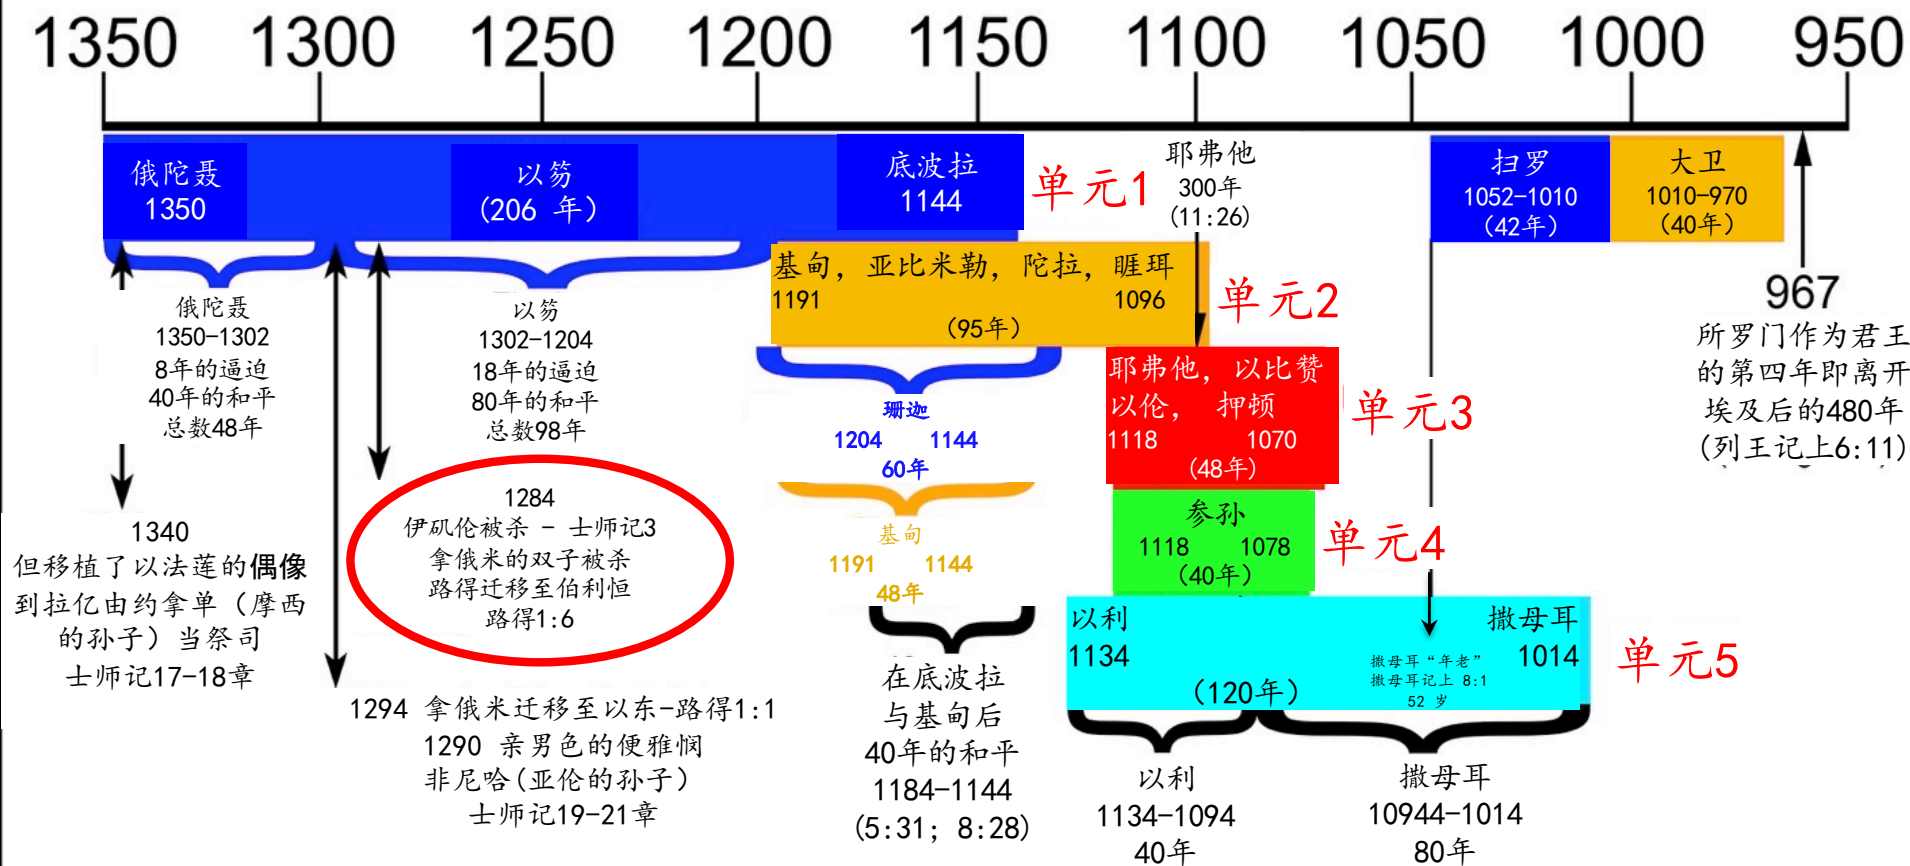 1350 1300 1250 1200 1150 1100 1050 1000 950
俄陀聂
1350
以笏
(206 年)
底波拉
1144
单元1
耶弗他
300年
(11:26)
扫罗
1052-1010
(42年)
大卫
1010-970
(40年)
967
所罗门作为君王
的第四年即离开
埃及后的480年
(列王记上6:11)
基甸, 亚比米勒, 陀拉, 睚珥
1191 1096
(95年)
单元2
俄陀聂
1350-1302
8年的逼迫
40年的和平
总数48年
以笏
1302-1204
18年的逼迫
80年的和平
总数98年
珊迦
1204 1144
60年
耶弗他, 以比赞
以伦, 押顿
1118 1070
(48年)
单元3
1340
但移植了以法莲的偶像
到拉亿由约拿单 (摩西
的孙子) 当祭司
士师记17-18章
1284
伊矶伦被杀 - 士师记3
拿俄米的双子被杀
路得迁移至伯利恒
路得1:6
基甸
1191 1144
48年
参孙
1118 1078
(40年)
单元4
以利 撒母耳
1134 1014
(120年)
撒母耳“年老”
撒母耳记上 8:1
52 岁
单元5
1294 拿俄米迁移至以东-路得1:1
1290 亲男色的便雅悯
非尼哈(亚伦的孙子)
士师记19-21章
在底波拉
与基甸后
40年的和平
1184-1144
(5:31; 8:28)
以利
1134-1094
40年
撒母耳
10944-1014
80年